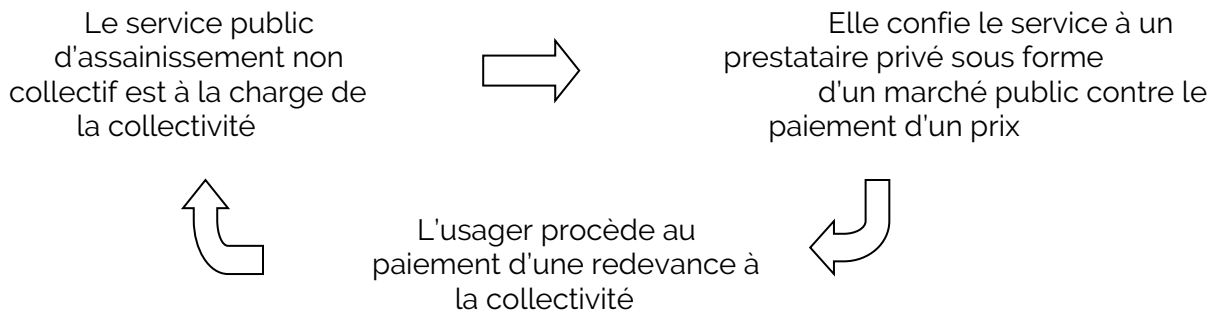 Le service public
d'assainissement non
collectif est à la charge de
la collectivité
Elle confie le service à un
prestataire privé sous forme
d'un marché public contre le
paiement d'un prix
L'usager procède au
paiement d'une redevance à
la collectivité